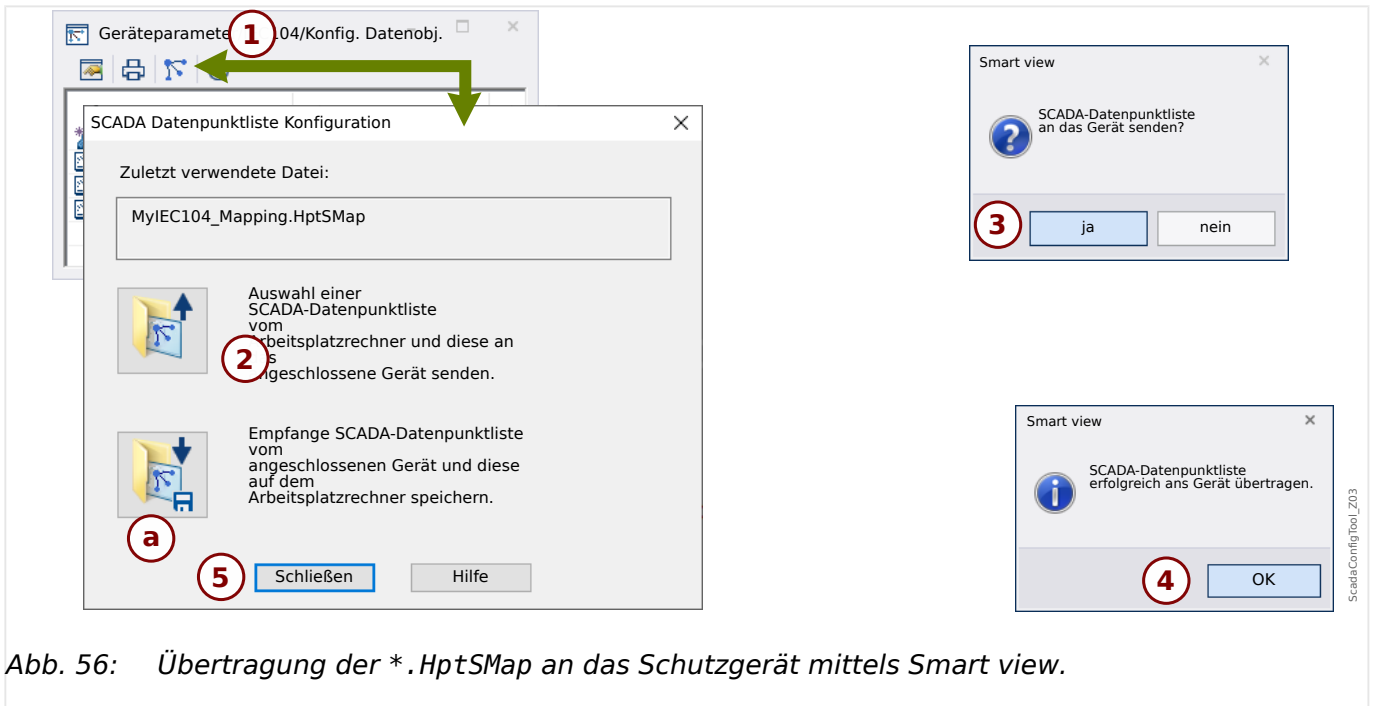 Geräteparamete 1 04/Konfig. Datenobj.
SCADA Datenpunktliste Konfiguration
Zuletzt verwendete Datei:
MyIEC104_Mapping.HptSMap
Auswahl einer
SCADA-Datenpunktliste
vom
rbeitsplatzrechner und diese an
2 s
ngeschlossene Gerät senden.
Empfange SCADA-Datenpunktliste
vom
angeschlossenen Gerät und diese
auf dem
Arbeitsplatzrechner speichern.
a
5 Schließen Hilfe
Smart view
SCADA-Datenpunktliste
an das Gerät senden?
3 ja nein
Smart view
SCADA-Datenpunktliste
erfolgreich ans Gerät übertragen.
4 OK
ScadaConfigTool_Z03
Abb. 56: Übertragung der *.HptSMap an das Schutzgerät mittels Smart view.